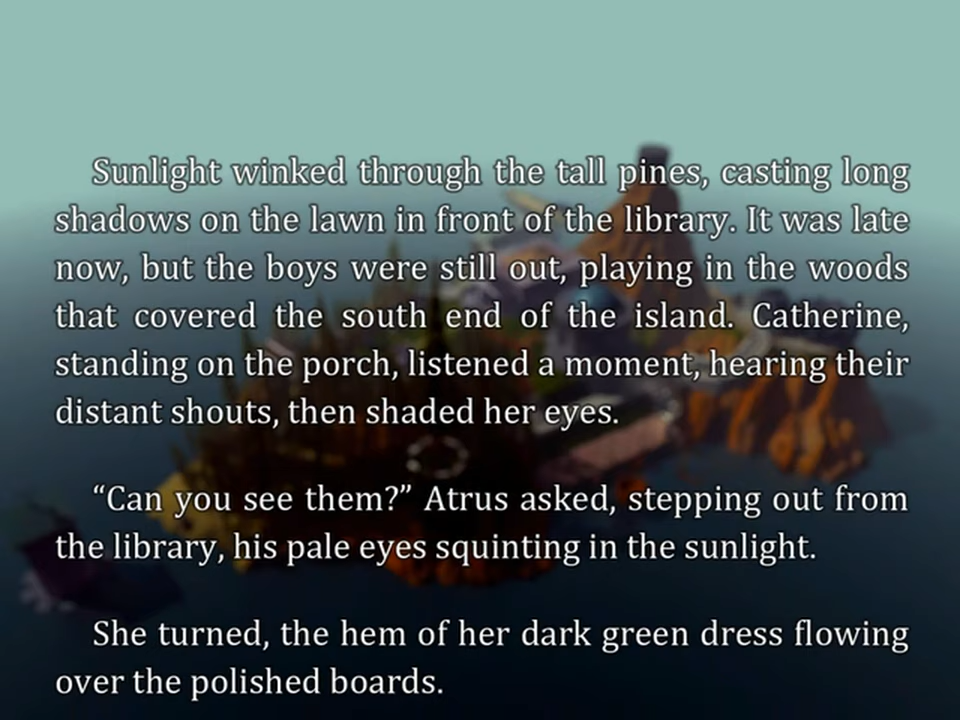 Sunlight winked through the tall pines, casting long
shadows on the lawn in front of the library. It was late
now, but the boys were still out, playing in the woods
that covered the south end of the island. Catherine,
standing on the porch, listened a moment, hearing their
distant shouts, then shaded her eyes.
“Can you see them?” Atrus asked, stepping out from
the library, his pale eyes squinting in the sunlight.
She turned, the hem of her dark green dress flowing
over the polished boards.